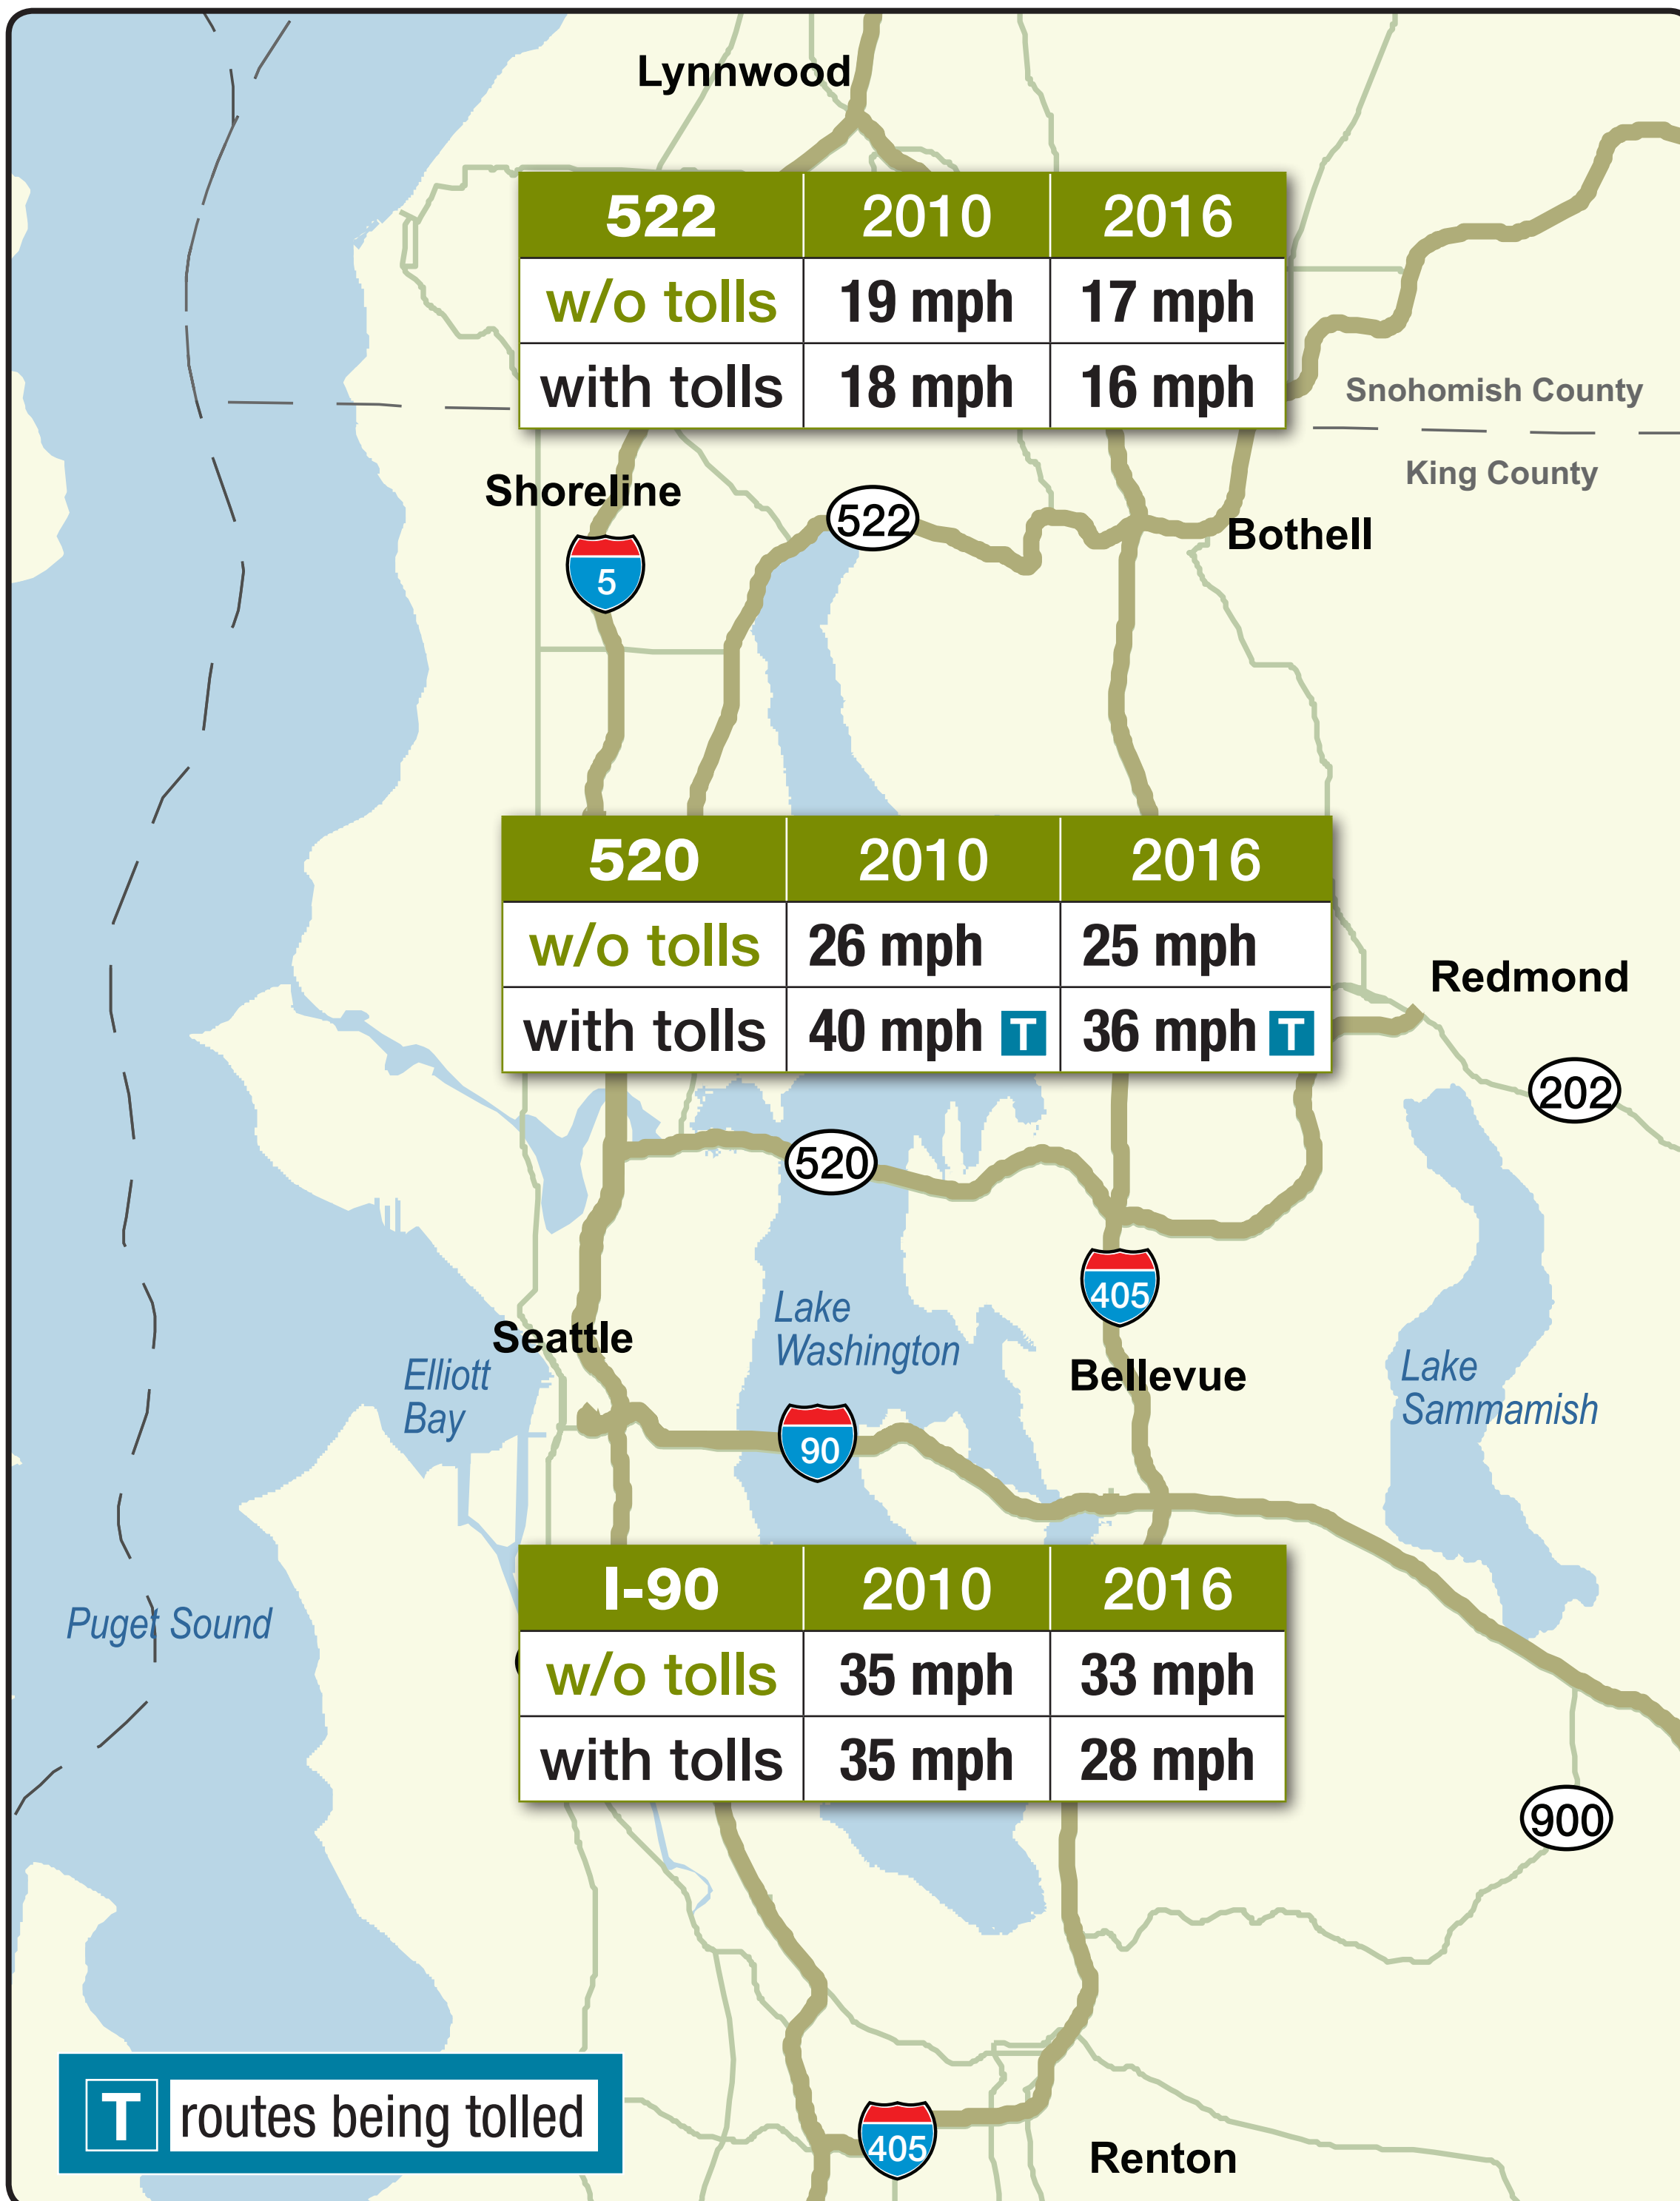 Lynnwood
522 2010 2016
w/o tolls 19 mph 17 mph
with tolls 18 mph 16 mph
Snohomish County
King County
Shoreline
522
Bothell
5
520 2010 2016
w/o tolls 26 mph 25 mph
with tolls 40 mph T 36 mph T
Redmond
202
520
405
Lake
Washington
Seattle
Elliott
Bay
Bellevue
Lake
Sammamish
90
I-90 2010 2016
w/o tolls 35 mph 33 mph
with tolls 35 mph 28 mph
Puget Sound
900
T routes being tolled
405
Renton